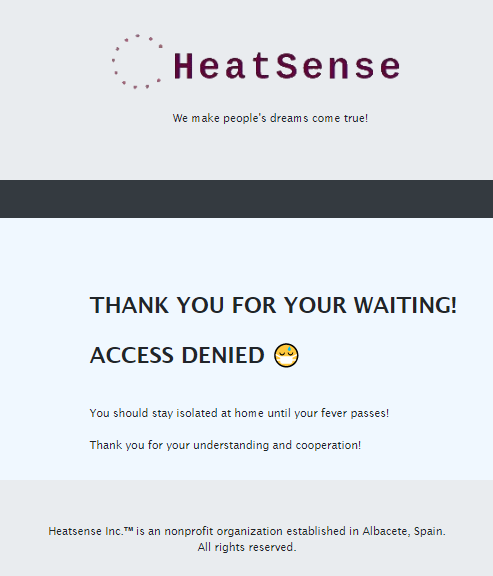 HeatSense
We make people's dreams come true!
THANK YOU FOR YOUR WAITING!
ACCESS DENIED
You should stay isolated at home until your fever passes!
Thank you for your understanding and cooperation!
Heatsense Inc.™ is an nonprofit organization established in Albacete, Spain.
All rights reserved.